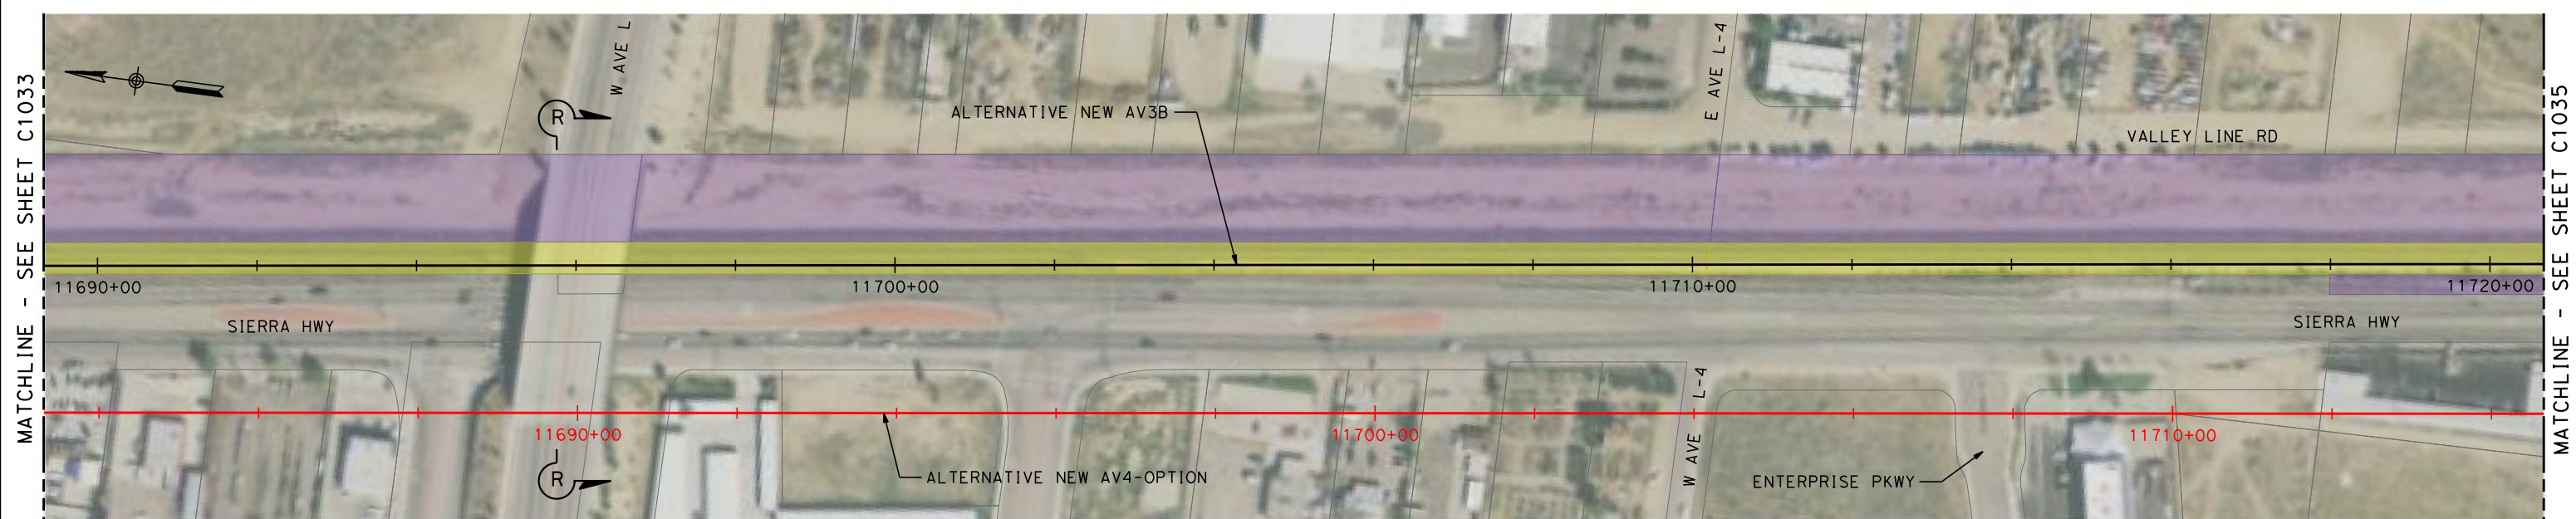 MATCHLINE - SEE SHEET C1033
W AVE L
R
ALTERNATIVE NEW AV3B
E AVE L-4
VALLEY LINE RD
MATCHLINE - SEE SHEET C1035
11690+00
11700+00
11710+00
11720+00
SIERRA HWY
SIERRA HWY
W AVE L-4
11690+00
11700+00
11710+00
R
ALTERNATIVE NEW AV4-OPTION
ENTERPRISE PKWY